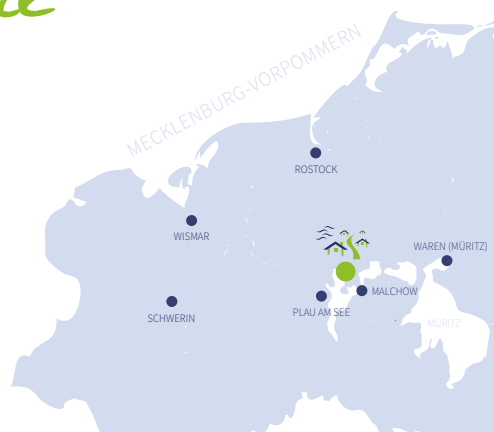 MECKLENBURG-VORPOMMERN
ROSTOCK
WISMAR
WAREN (MÜRITZ)
MALCHOW
PLAU AM SEE
SCHWERIN
MÜRITZ